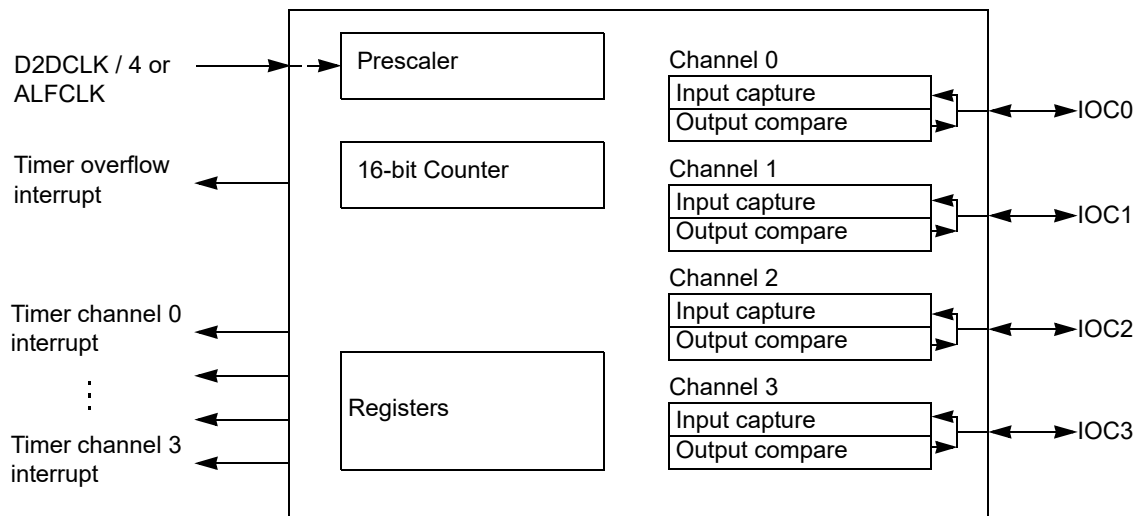 D2DCLK / 4 or
ALFCLK
Prescaler
Timer overflow
interrupt
16-bit Counter
Timer channel 0
interrupt
Timer channel 3
interrupt
Registers
Channel 0
Input capture
Output compare
IOC0
Channel 1
Input capture
Output compare
IOC1
Channel 2
Input capture
Output compare
IOC2
Channel 3
Input capture
Output compare
IOC3